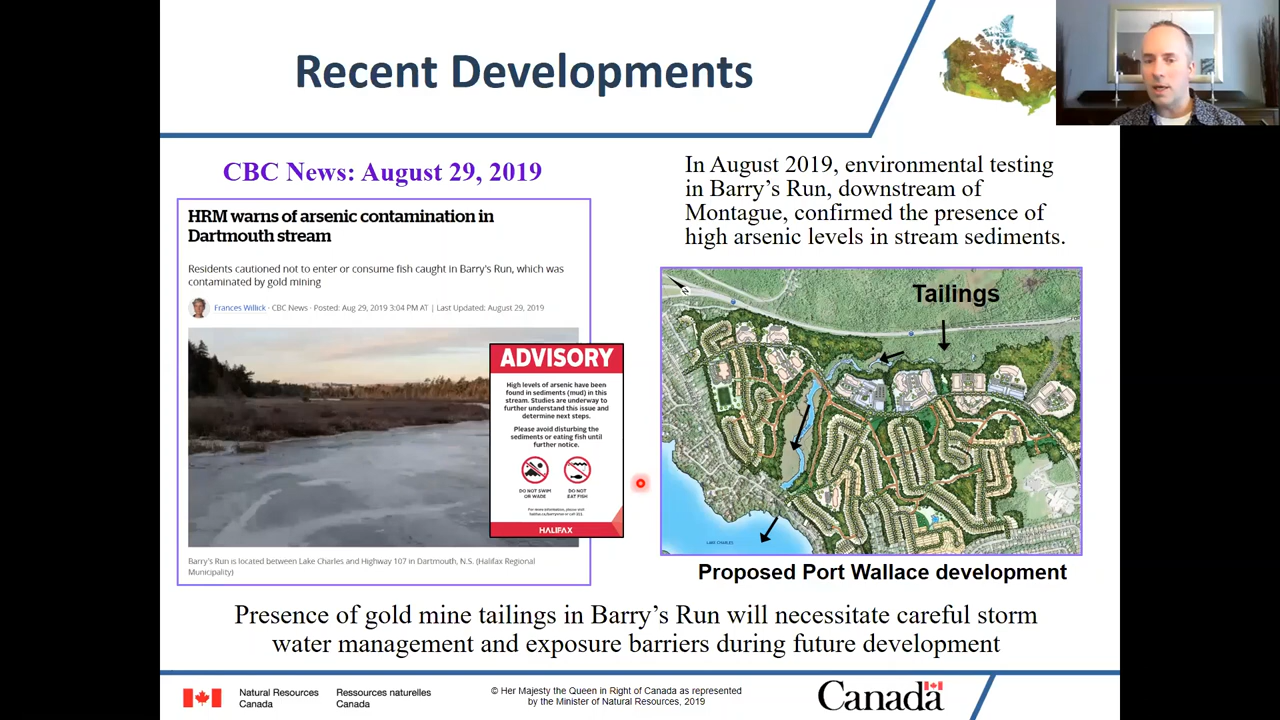 Recent Developments
CBC News: August 29, 2019
HRM warns of arsenic contamination in
Dartmouth stream
Residents cautioned not to enter or consume fish caught in Barry's Run, which was
contaminated by gold mining
Frances Willick · CBC News · Posted: Aug 29, 2019 3:04 PM AT | Last Updated: August 29, 2019
ADVISORY
High levels of arsenic have been
found in sediments (mud) in this
stream. Studies are underway to
further understand this issue and
determine next steps.
Please avoid disturbing the
sediments or eating fish until
further notice.
DO NOT SWIM
OR WADE
DO NOT
EAT FISH
For more information, please visit
HALIFAX
Barry's Run is located between Lake Charles and Highway 107 in Dartmouth, N.S. (Halifax Regional
Municipality)
In August 2019, environmental testing
in Barry's Run, downstream of
Montague, confirmed the presence of
high arsenic levels in stream sediments.
N
Tailings
LAKE CHARLES
Proposed Port Wallace development
Presence of gold mine tailings in Barry's Run will necessitate careful storm
water management and exposure barriers during future development
Natural Resources
Canada
Ressources naturelles
Canada
© Her Majesty the Queen in Right of Canada as represented
by the Minister of Natural Resources, 2019
Canada